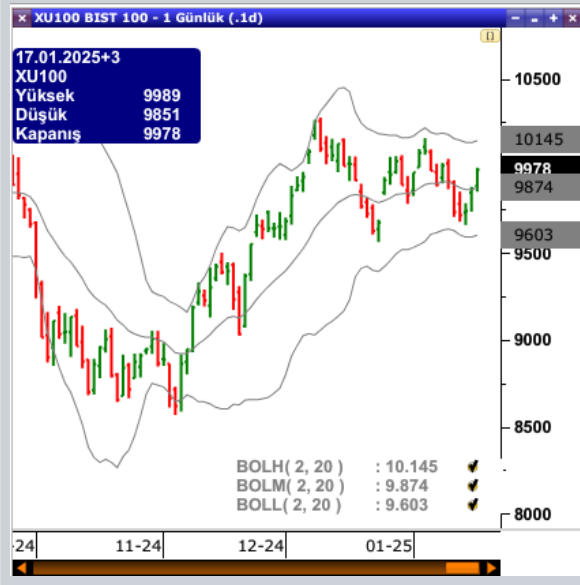 XU100 BIST 100 - 1 Günlük (.1d)
17.01.2025+3
XU100
Yüksek 9989
Düşük 9851
Kapanış 9978
10500
10145
9978
9874
9603
9500
9000
8500
8000
BOLH( 2, 20 ) : 10.145
BOLM( 2, 20 ) : 9.874
BOLL( 2, 20 ) : 9.603
-24 11-24 12-24 01-25